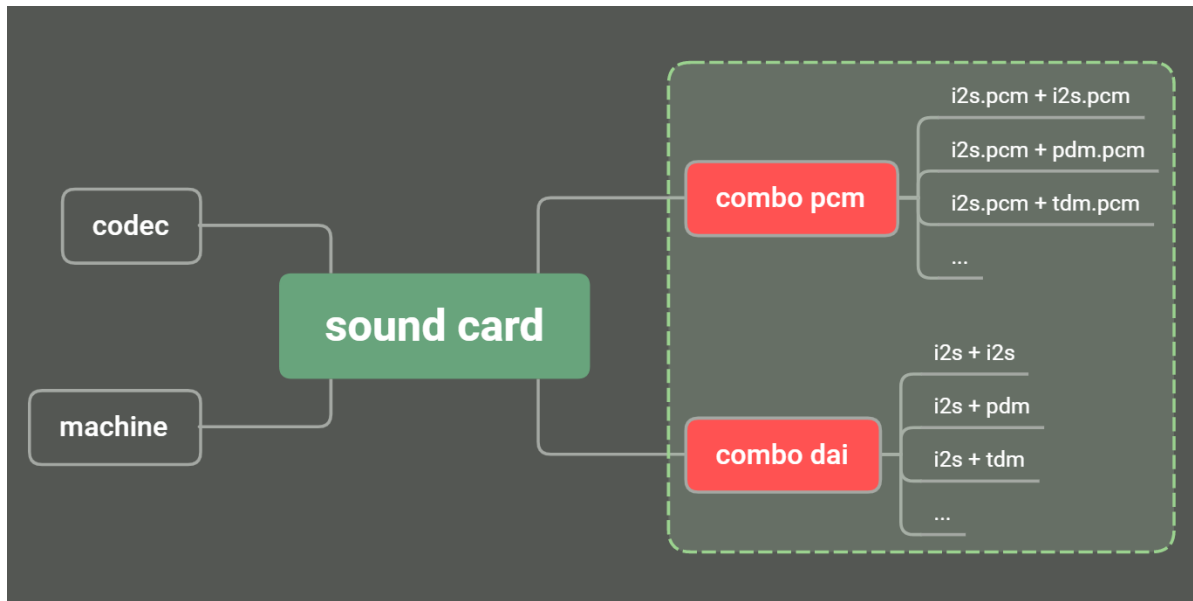 codec
machine
sound card
combo pcm
i2s.pcm + i2s.pcm
i2s.pcm + pdm.pcm
i2s.pcm + tdm.pcm
...
combo dai
i2s + i2s
i2s + pdm
i2s + tdm
...